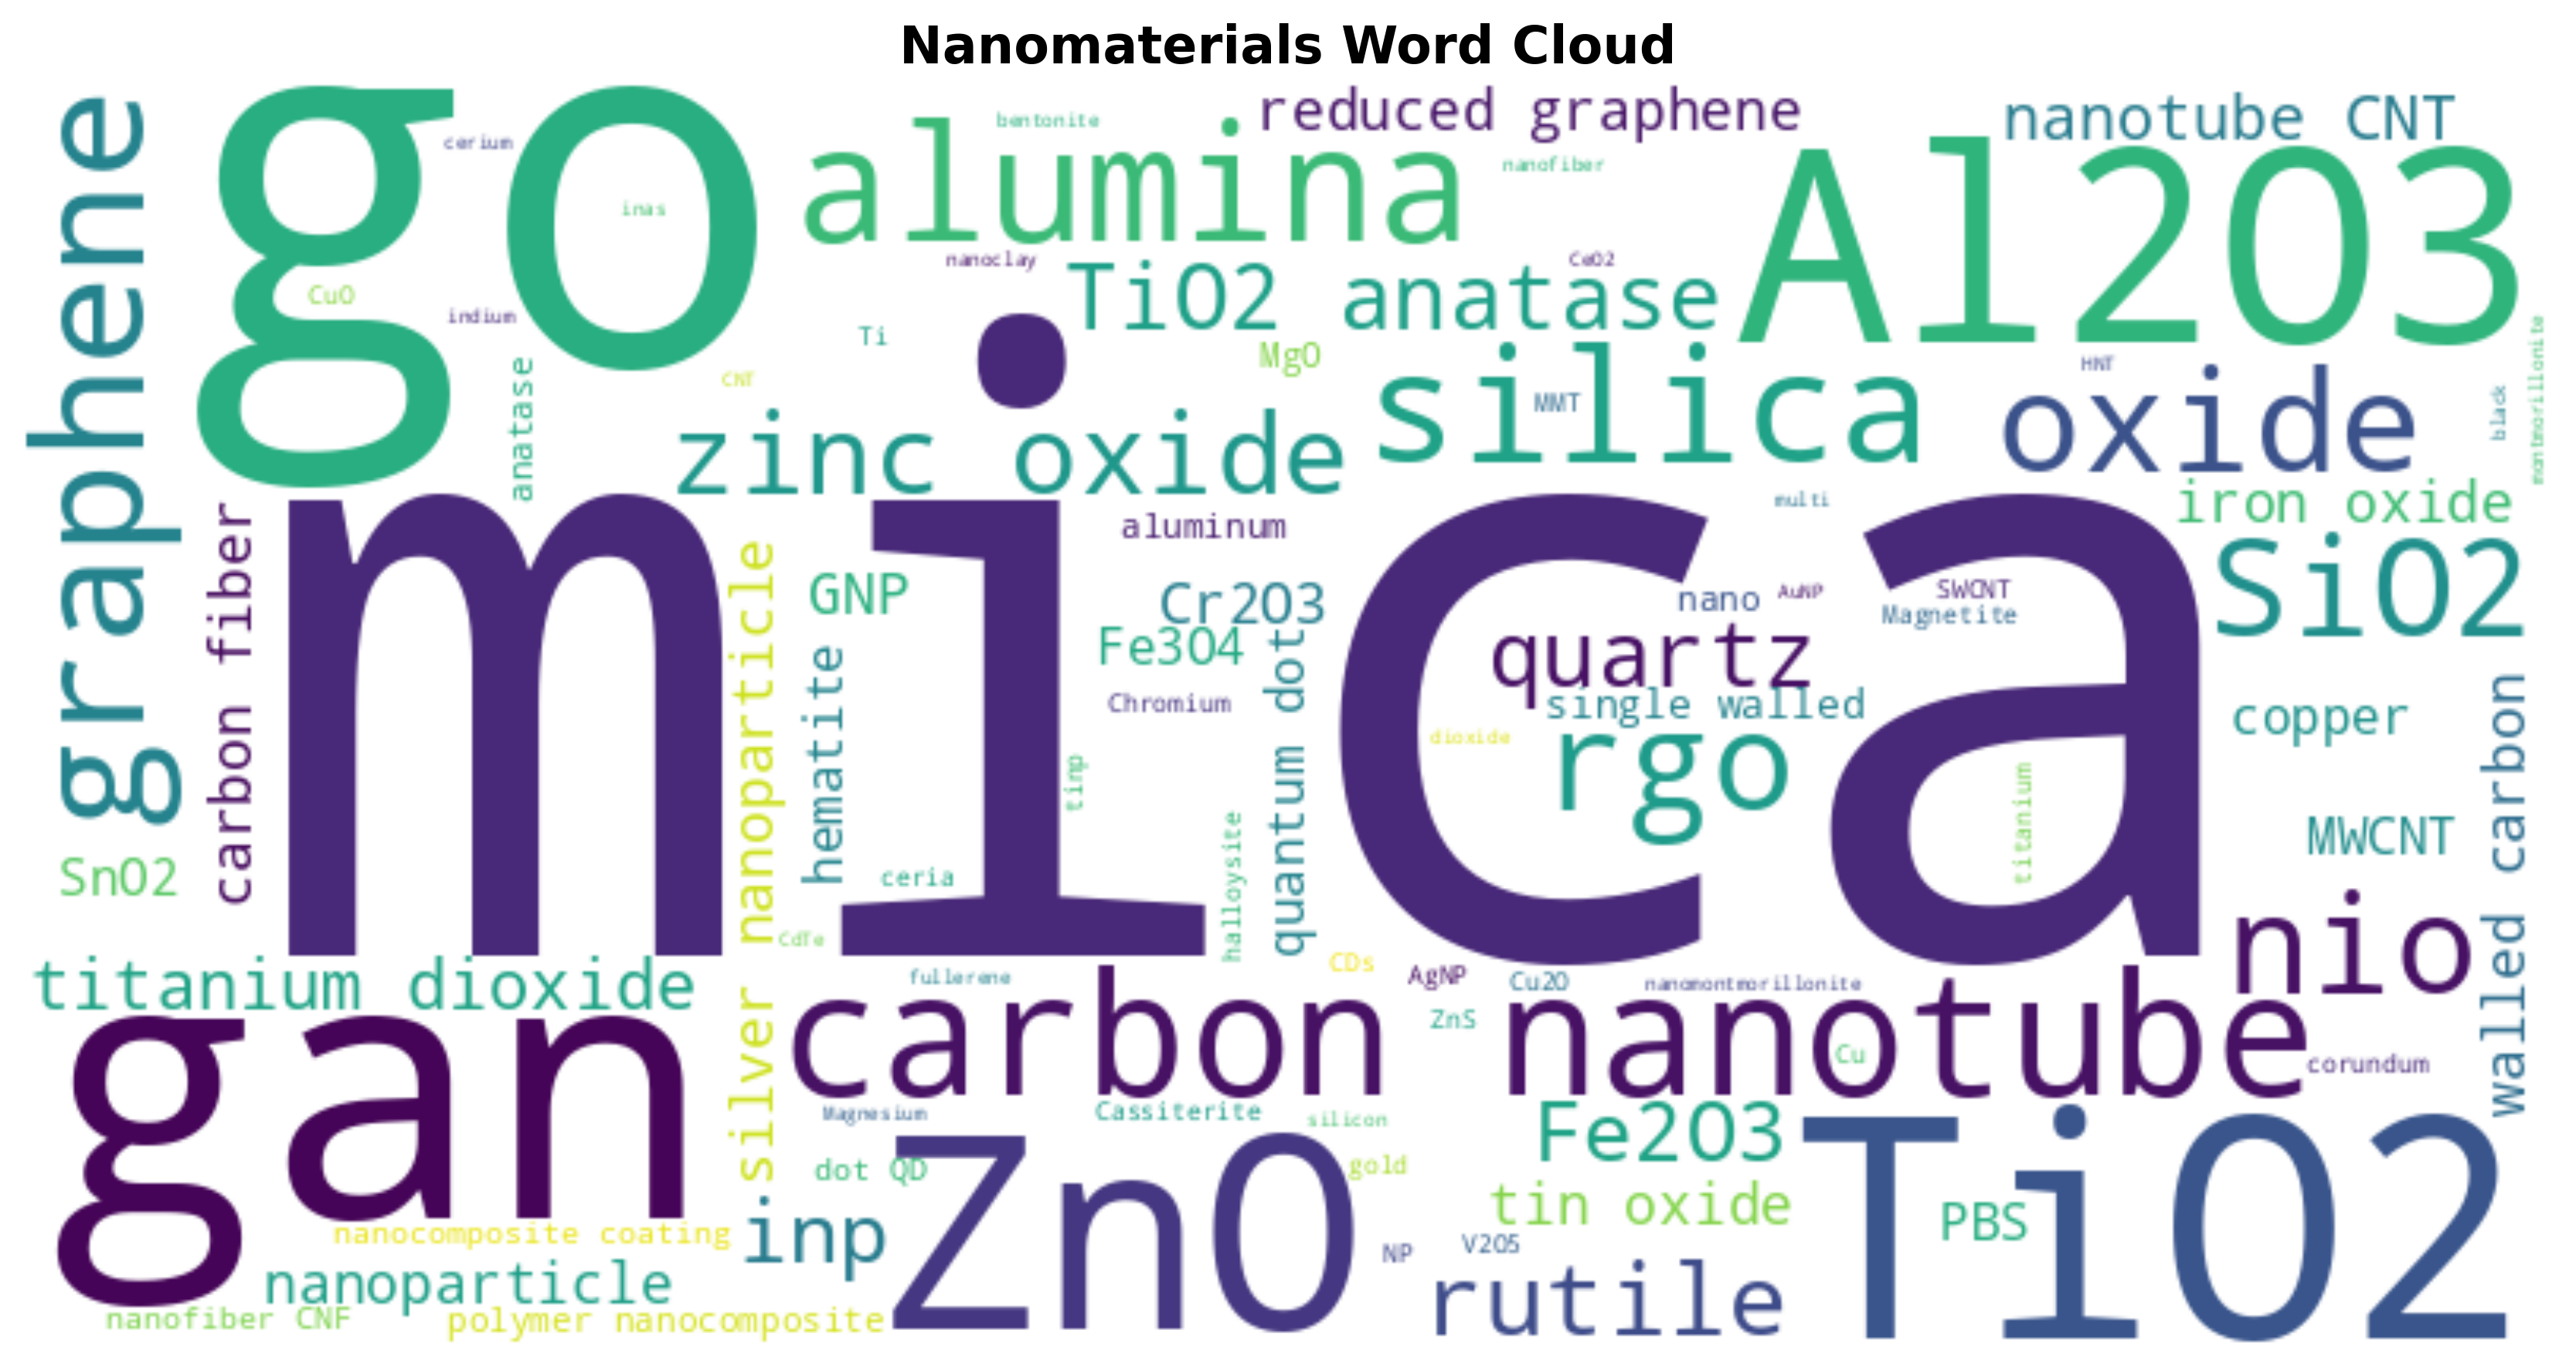 Nanomaterials Word Cloud
graphene
go
cerium
inas
CuO
indium
anatase
alumina
bentonite
reduced graphene
nanofiber
nanotube CNT
Al2O3
nanoclay
TiO2 anatase
CeO2
Ti
CNT
MgO
silica
MMT
HNT
oxide
black
montmorillonite
zinc oxide
mica
carbon fiber
aluminum
multi
iron oxide
silver nanoparticle
GNP
Cr2O3
nano
AuNP
SWCNT
Magnetite
SiO2
Fe3O4
quartz
hematite
quantum dot
Chromium
single walled
copper
dioxide
rgo
tinp
titanium
walled carbon
halloysite
MWCNT
SnO2
ceria
nio
CdTe
titanium dioxide
fullerene
CDs
AgNP
Cu2O
nanomontmorillonite
gan
carbon nanotube
ZnS
Cu
corundum
Magnesium
Cassiterite
silicon
Fe2O3
TiO2
dot QD
ZnO
gold
tin oxide
PBS
nanocomposite coating
inp
NP
V2O5
nanoparticle
rutile
nanofiber CNF
polymer nanocomposite